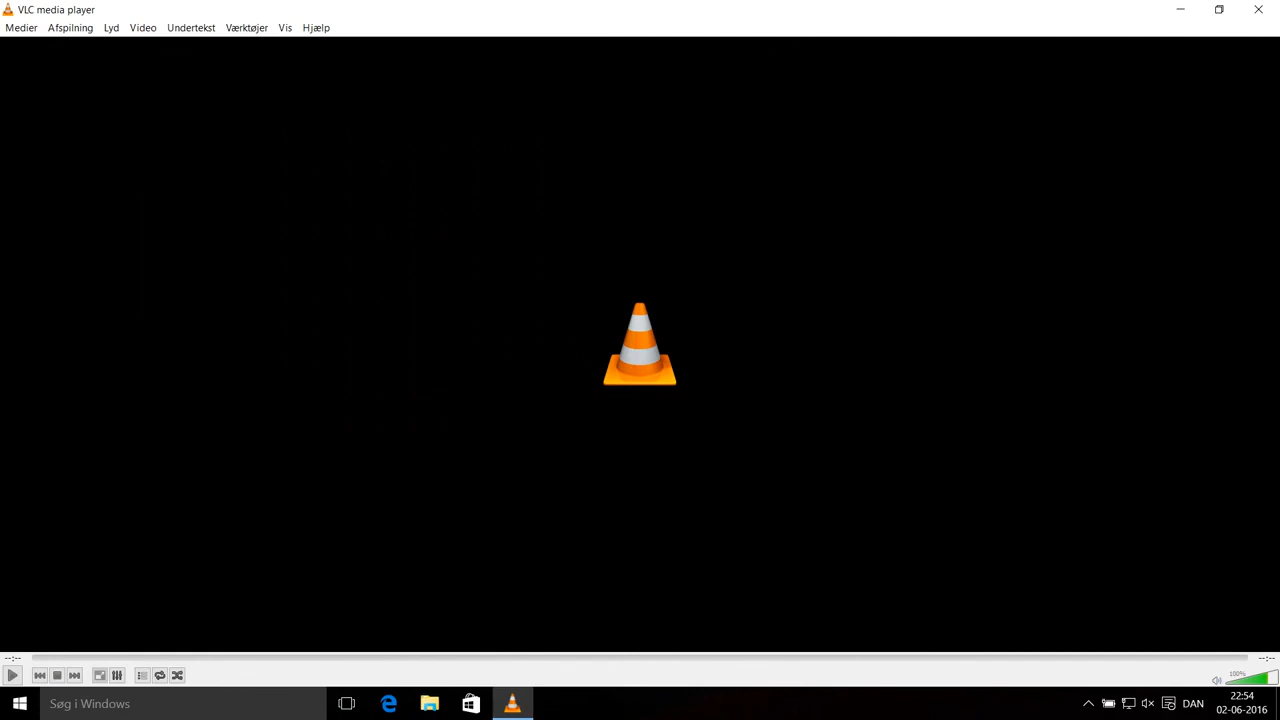 VLC media player
Medier Afspilning Lyd Video Undertekst Værktøjer Vis Hjælp
--:-- --:--
100%
Søg i Windows
DAN
22:54
02-06-2016